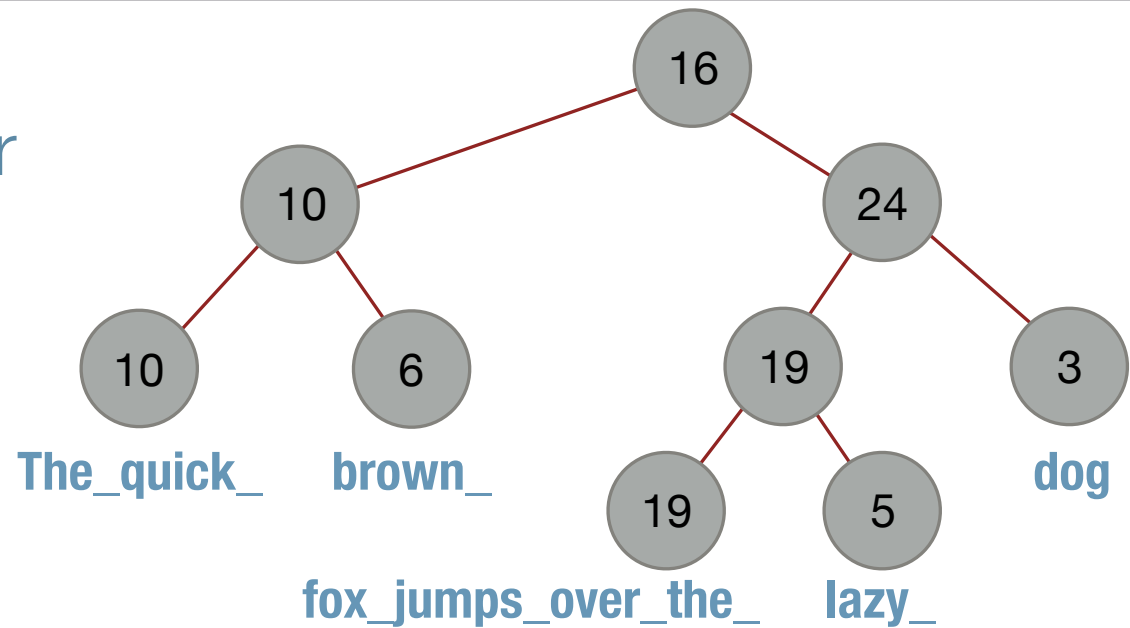 16
r
10
24
10
6
19
3
The_quick_
brown_
dog
19
5
fox_jumps_over_the_
lazy_